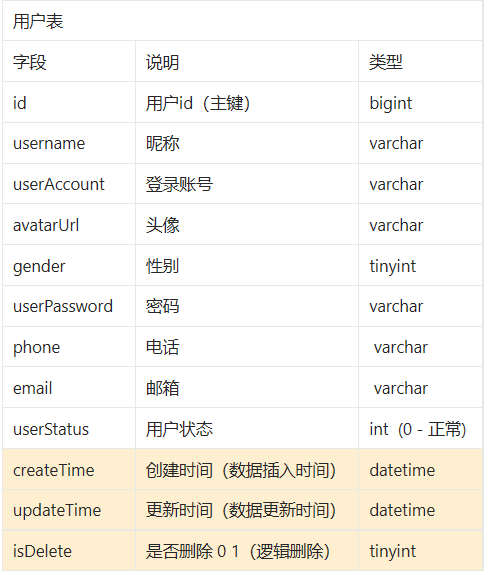 用户表
字段 说明 类型
id 用户id（主键） bigint
username 昵称 varchar
userAccount 登录账号 varchar
avatarUrl 头像 varchar
gender 性别 tinyint
userPassword 密码 varchar
phone 电话 varchar
email 邮箱 varchar
userStatus 用户状态 int（0 - 正常)
createTime 创建时间（数据插入时间） datetime
updateTime 更新时间（数据更新时间） datetime
isDelete 是否删除 0 1（逻辑删除） tinyint